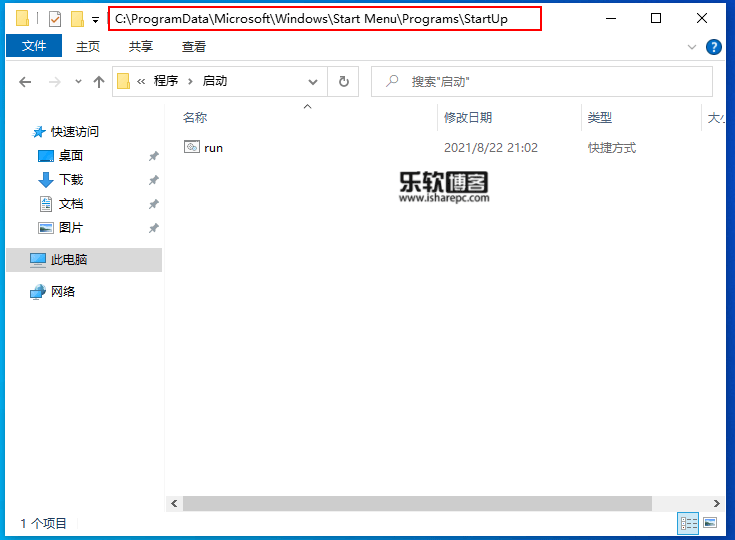 C:\ProgramData\Microsoft\Windows\Start Menu\Programs\StartUp
文件 主页 共享 查看
« 程序 › 启动 搜索"启动"
名称 修改日期 类型 大小
快速访问
run 2021/8/22 21:02 快捷方式
桌面
下载
文档
图片
此电脑
网络
乐软博客
www.isharepc.com
1 个项目